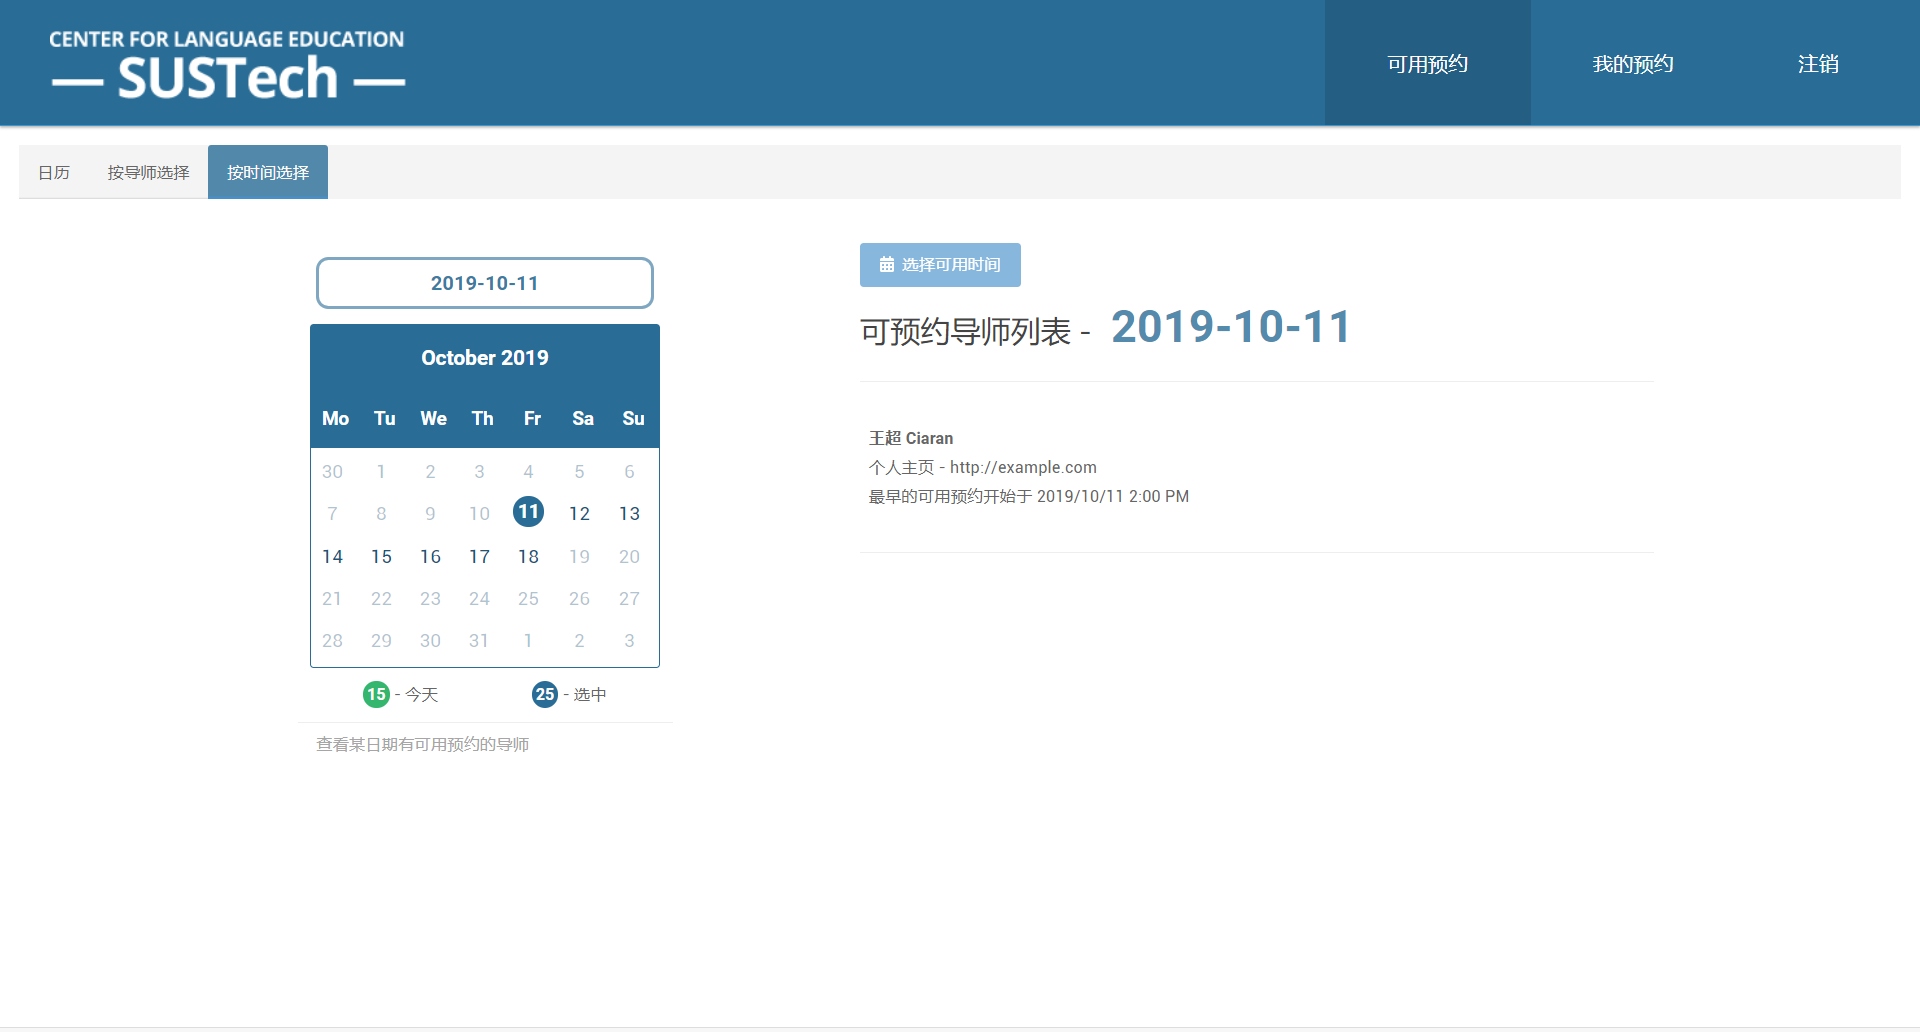 CENTER FOR LANGUAGE EDUCATION
— SUSTech —
可用预约 我的预约 注销
日历 按导师选择 按时间选择
2019-10-11
October 2019
Mo Tu We Th Fr Sa Su
30 1 2 3 4 5 6
7 8 9 10 11 12 13
14 15 16 17 18 19 20
21 22 23 24 25 26 27
28 29 30 31 1 2 3
15 - 今天 25 - 选中
查看某日期有可用预约的导师
选择可用时间
可预约导师列表 - 2019-10-11
王超 Ciaran
个人主页 - http://example.com
最早的可用预约开始于 2019/10/11 2:00 PM